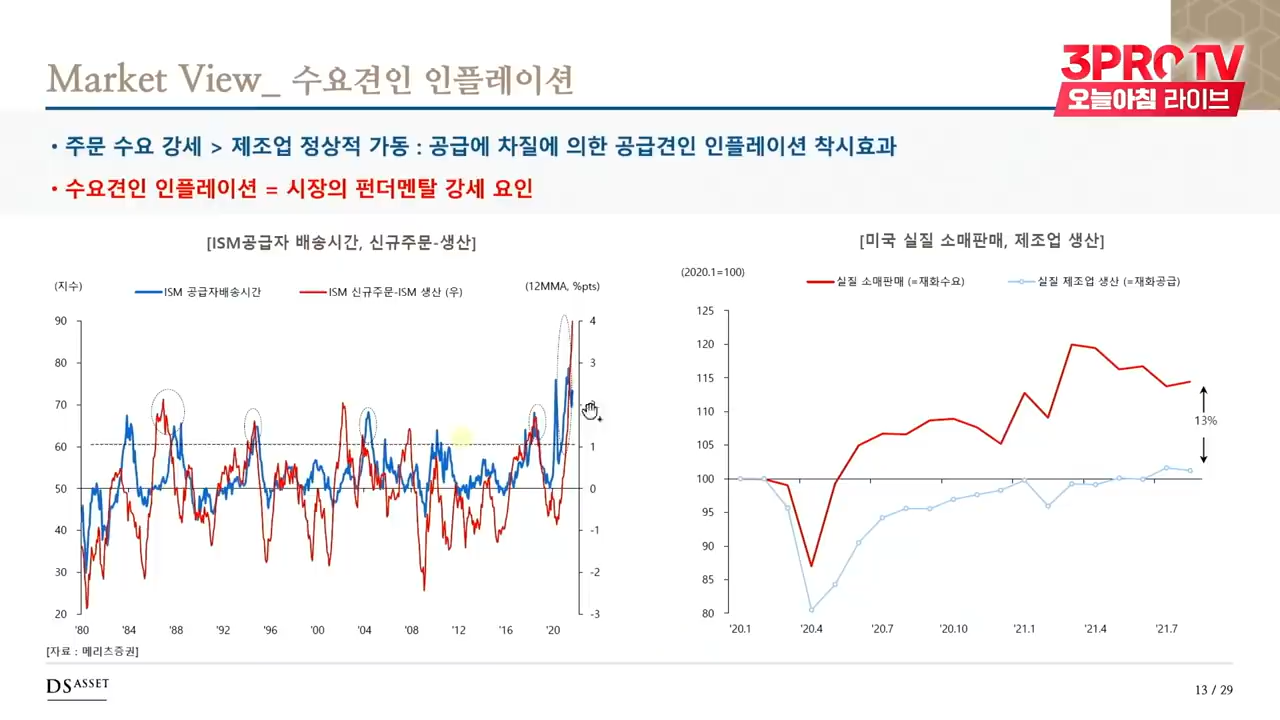 3PRO TV
오늘아침 라이브
Market View_ 수요견인 인플레이션
• 주문 수요 강세 > 제조업 정상적 가동 : 공급에 차질에 의한 공급견인 인플레이션 착시효과
• 수요견인 인플레이션 = 시장의 펀더멘탈 강세 요인
[ISM공급자 배송시간, 신규주문-생산]
(지수)
ISM 공급자배송시간
ISM 신규주문-ISM 생산 (우)
(12MMA, %pts)
90
80
70
60
50
40
30
20
4
3
1
0
-1
-2
-3
'80 '84 '88 '92 '96 '00 '04 '08 '12 '16 '20
[자료 : 메리츠증권]
[미국 실질 소매판매, 제조업 생산]
(2020.1=100)
실질 소매판매 (=재화수요)
실질 제조업 생산 (=재화공급)
125
120
115
110
105
100
95
90
85
80
13%
'20.1 '20.4 '20.7 '20.10 '21.1 '21.4 '21.7
DS ASSET
13 / 29